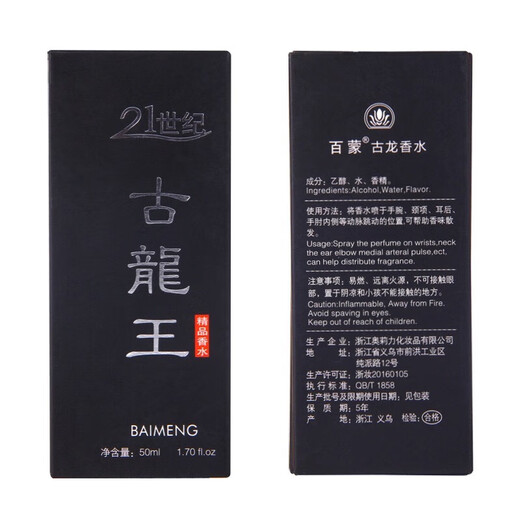 21世纪
古龍王
精品香水
BAIMENG
净含量: 50ml 1.70 fl.oz
百蒙®古龙香水
成分: 乙醇、水、香精。
Ingredients:Alcohol,Water,Flavor.
使用方法: 将香水喷于手腕、颈项、耳后、
手肘内侧等动脉跳动的位置,可帮助香味散
发。
Usage:Spray the perfume on wrists,neck
the ear elbow medial arterial pulse,ect,
can help distribute fragrance.
注意事项: 易燃、远离火源，不可接触眼
部，置于阴凉和小孩不能接触的地方。
Caution:Inflammable, Away from Fire.
Avoid spaving in eyes.
Keep out of reach of children.
生产企业: 浙江奥莉力化妆品有限公司
地 址: 浙江省义乌市前洪工业区
纯派路12号
生产许可证: 浙妆20160105
执行标准: QB/T 1858
生产批号及限期使用日期: 见包装
保 质 期: 5年
产 地: 浙江 义乌 检验: 合格